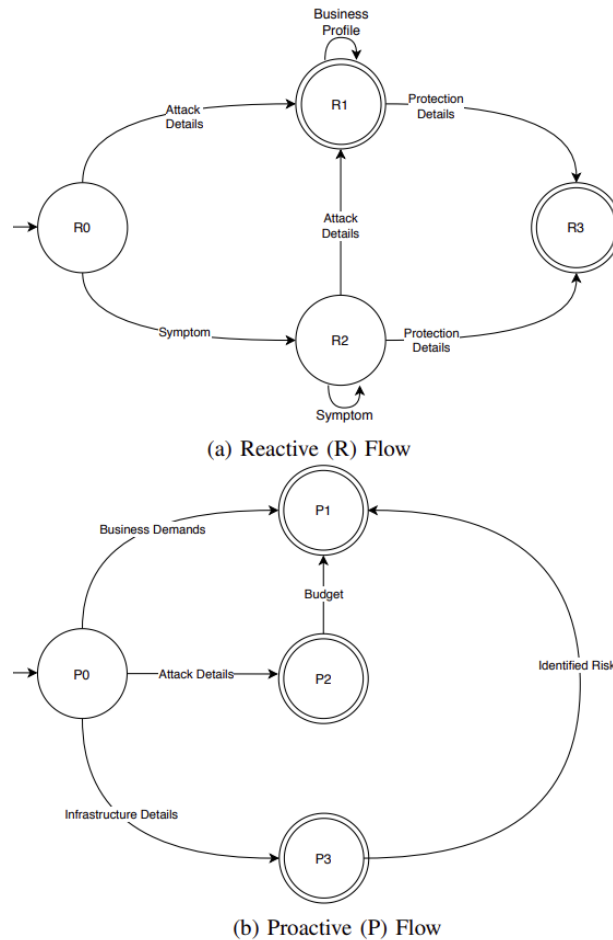 Business
Profile
R1
Attack
Details
Protection
Details
R0
Attack
Details
R3
Symptom
R2
Protection
Details
Symptom
(a) Reactive (R) Flow
P1
Business Demands
Budget
P0
Attack Details
P2
Identified Risk
Infrastructure Details
P3
(b) Proactive (P) Flow